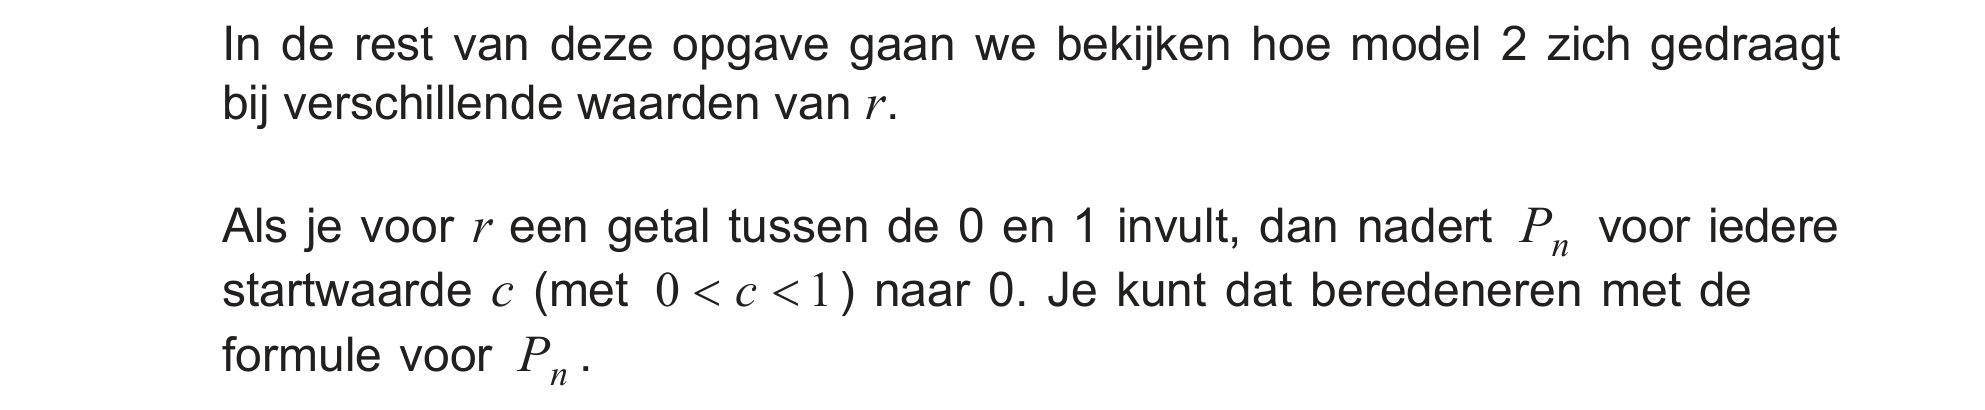 In de rest van deze opgave gaan we bekijken hoe model 2 zich gedraagt
bij verschillende waarden van r.
Als je voor r een getal tussen de 0 en 1 invult, dan nadert Pₙ voor iedere
startwaarde c (met 0 < c < 1) naar 0. Je kunt dat beredeneren met de
formule voor Pₙ.